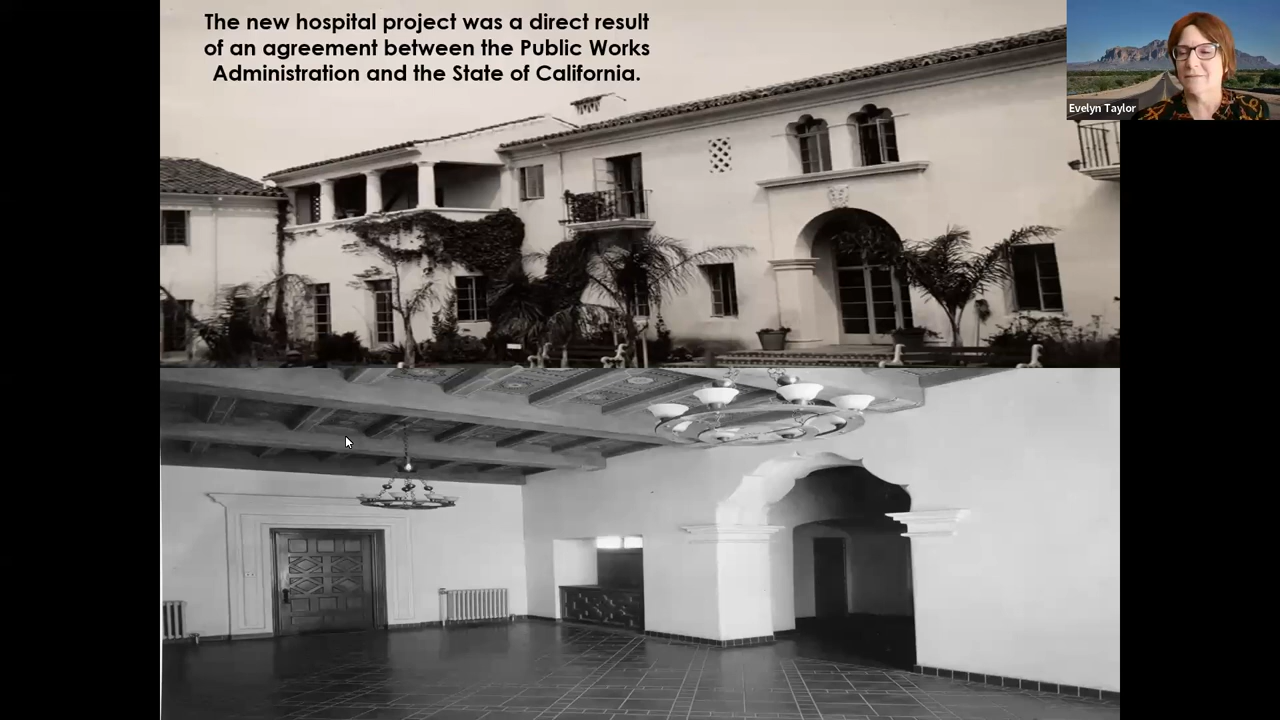 The new hospital project was a direct result
of an agreement between the Public Works
Administration and the State of California.
Evelyn Taylor